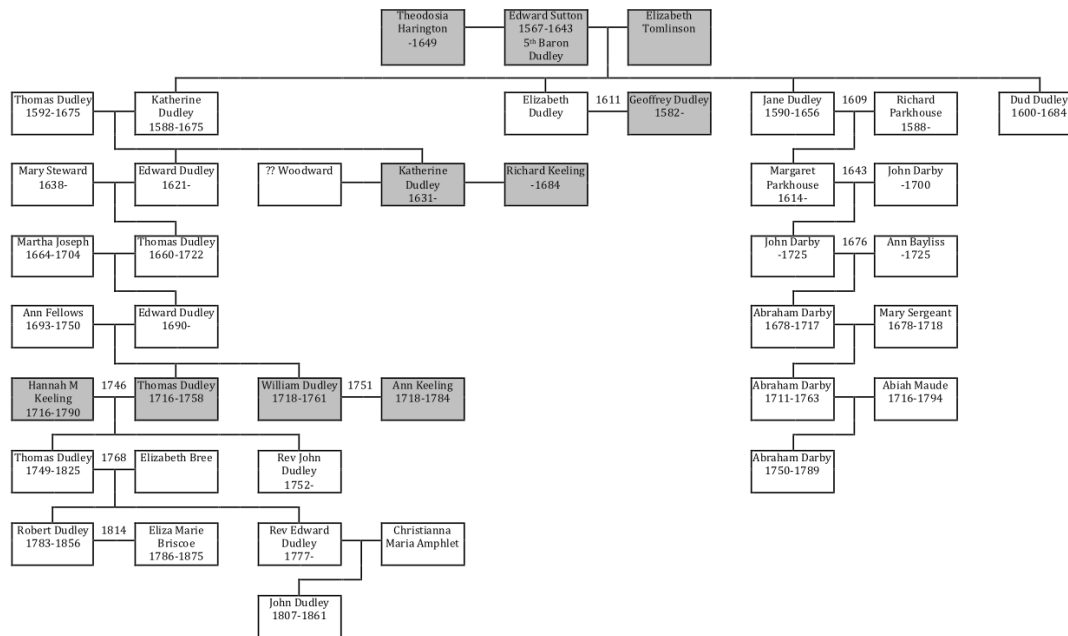 Theodosia
Harington
-1649
Edward Sutton
1567-1643
5th Baron
Dudley
Elizabeth
Tomlinson
Thomas Dudley
1592-1675
Katherine
Dudley
1588-1675
Elizabeth
Dudley
1611
Geoffrey Dudley
1582-
Jane Dudley
1590-1656
1609
Richard
Parkhouse
1588-
Dud Dudley
1600-1684
Mary Steward
1638-
Edward Dudley
1621-
?? Woodward
Katherine
Dudley
1631-
Richard Keeling
-1684
Margaret
Parkhouse
1614-
1643
John Darby
-1700
Martha Joseph
1664-1704
Thomas Dudley
1660-1722
John Darby
-1725
1676
Ann Bayliss
-1725
Ann Fellows
1693-1750
Edward Dudley
1690-
Abraham Darby
1678-1717
Mary Sergeant
1678-1718
Hannah M
Keeling
1716-1790
1746
Thomas Dudley
1716-1758
William Dudley
1718-1761
1751
Ann Keeling
1718-1784
Abraham Darby
1711-1763
Abiah Maude
1716-1794
Thomas Dudley
1749-1825
1768
Elizabeth Bree
Rev John
Dudley
1752-
Abraham Darby
1750-1789
Robert Dudley
1783-1856
1814
Eliza Marie
Briscoe
1786-1875
Rev Edward
Dudley
1777-
Christianna
Maria Amphlet
John Dudley
1807-1861